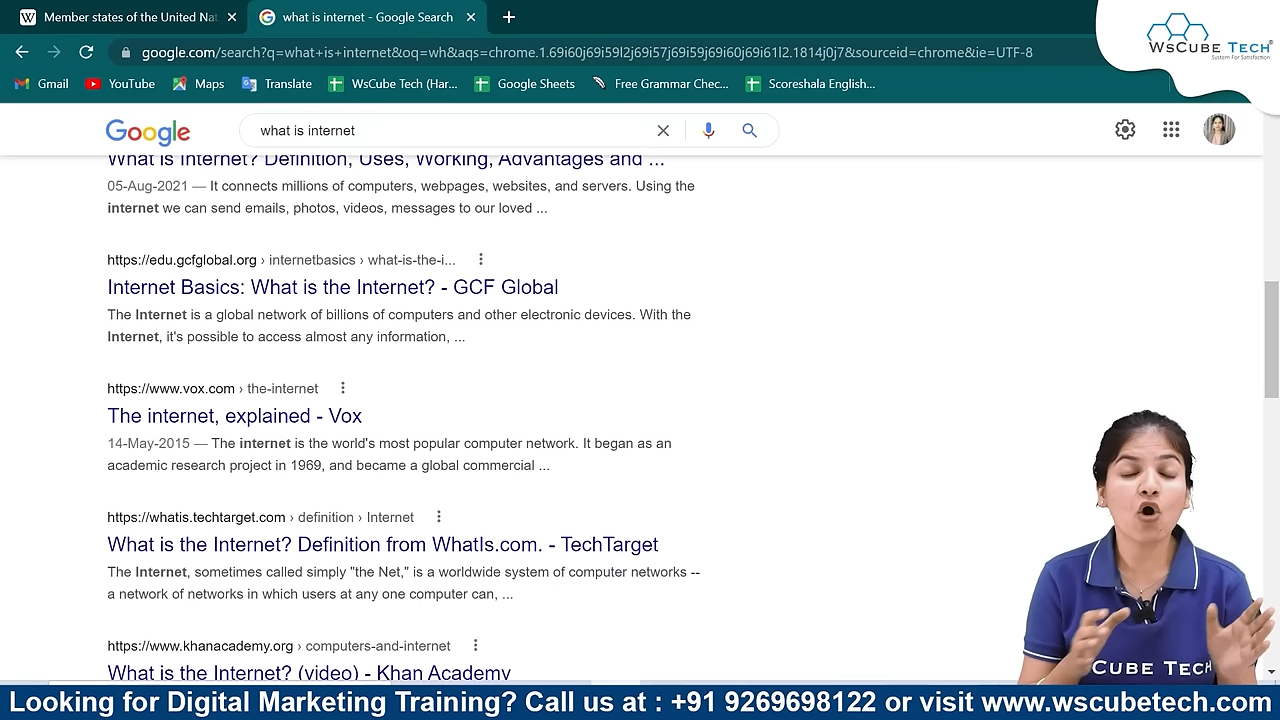 Member states of the United Nat
what is internet - Google Search
google.com/search?q=what+is+internet&oq=wh&aqs=chrome.1.69i60j69i59l2j69i57j69i59j69i60j69i61l2.1814j0j7&sourceid=chrome&ie=UTF-8
WsCube Tech®
System For Satisfaction
Gmail YouTube Maps Translate WsCube Tech (Har... Google Sheets Free Grammar Chec... Scoreshala English...
Google what is internet
What is Internet? Definition, Uses, Working, Advantages and ...
05-Aug-2021 — It connects millions of computers, webpages, websites, and servers. Using the
internet we can send emails, photos, videos, messages to our loved ...
https://edu.gcfglobal.org › internetbasics › what-is-the-i...
Internet Basics: What is the Internet? - GCF Global
The Internet is a global network of billions of computers and other electronic devices. With the
Internet, it's possible to access almost any information, ...
https://www.vox.com › the-internet
The internet, explained - Vox
14-May-2015 — The internet is the world's most popular computer network. It began as an
academic research project in 1969, and became a global commercial ...
https://whatis.techtarget.com › definition › Internet
What is the Internet? Definition from WhatIs.com. - TechTarget
The Internet, sometimes called simply "the Net," is a worldwide system of computer networks --
a network of networks in which users at any one computer can, ...
https://www.khanacademy.org › computers-and-internet
What is the Internet? (video) - Khan Academy
CUBE TECH
Looking for Digital Marketing Training? Call us at : +91 9269698122 or visit www.wscubetech.com